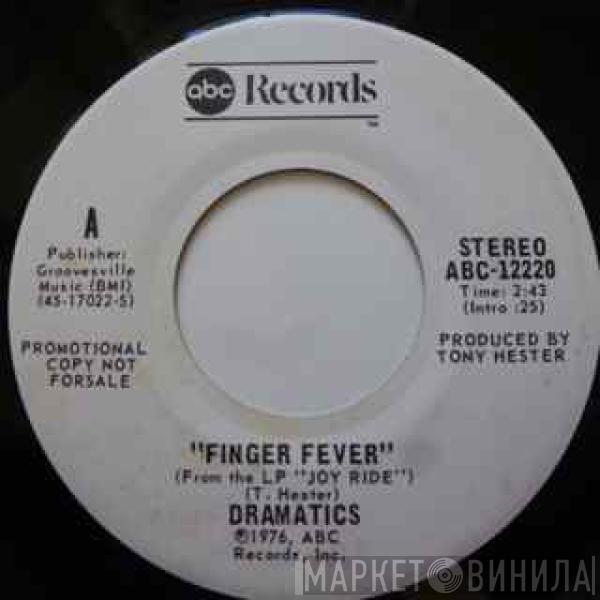 abc Records
TM
A
Publisher:
Groovesville
Music (BMI)
(45-17022-S)
PROMOTIONAL
COPY NOT
FORSALE
STEREO
ABC-12220
Time: 2:43
(Intro :25)
PRODUCED BY
TONY HESTER
"FINGER FEVER"
(From the LP "JOY RIDE")
(T. Hester)
DRAMATICS
℗1976, ABC
Records, Inc.
МАРКЕТ ВИНИЛА